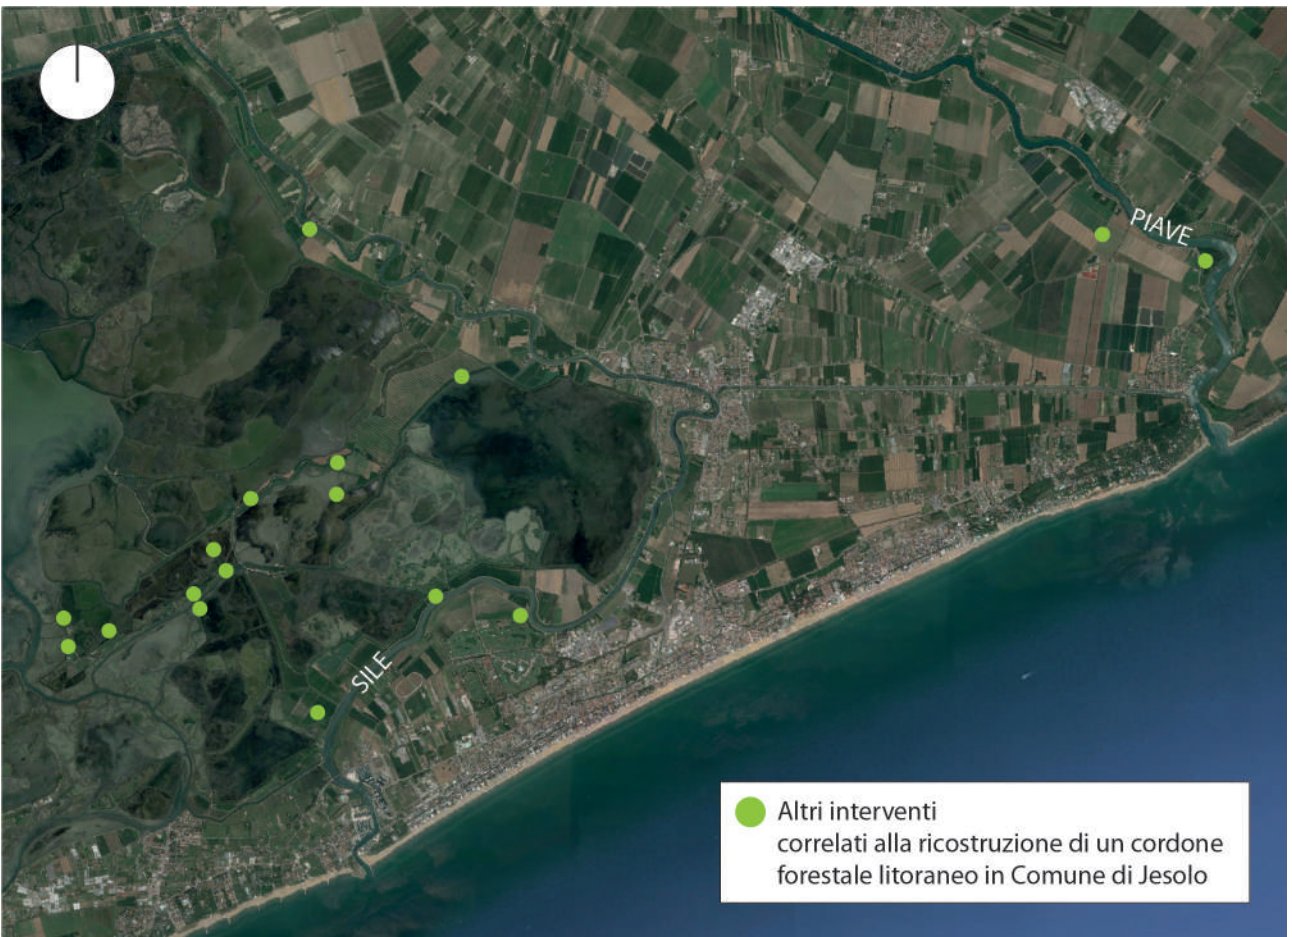 PIAVE
SILE
Altri interventi
correlati alla ricostruzione di un cordone
forestale litoraneo in Comune di Jesolo